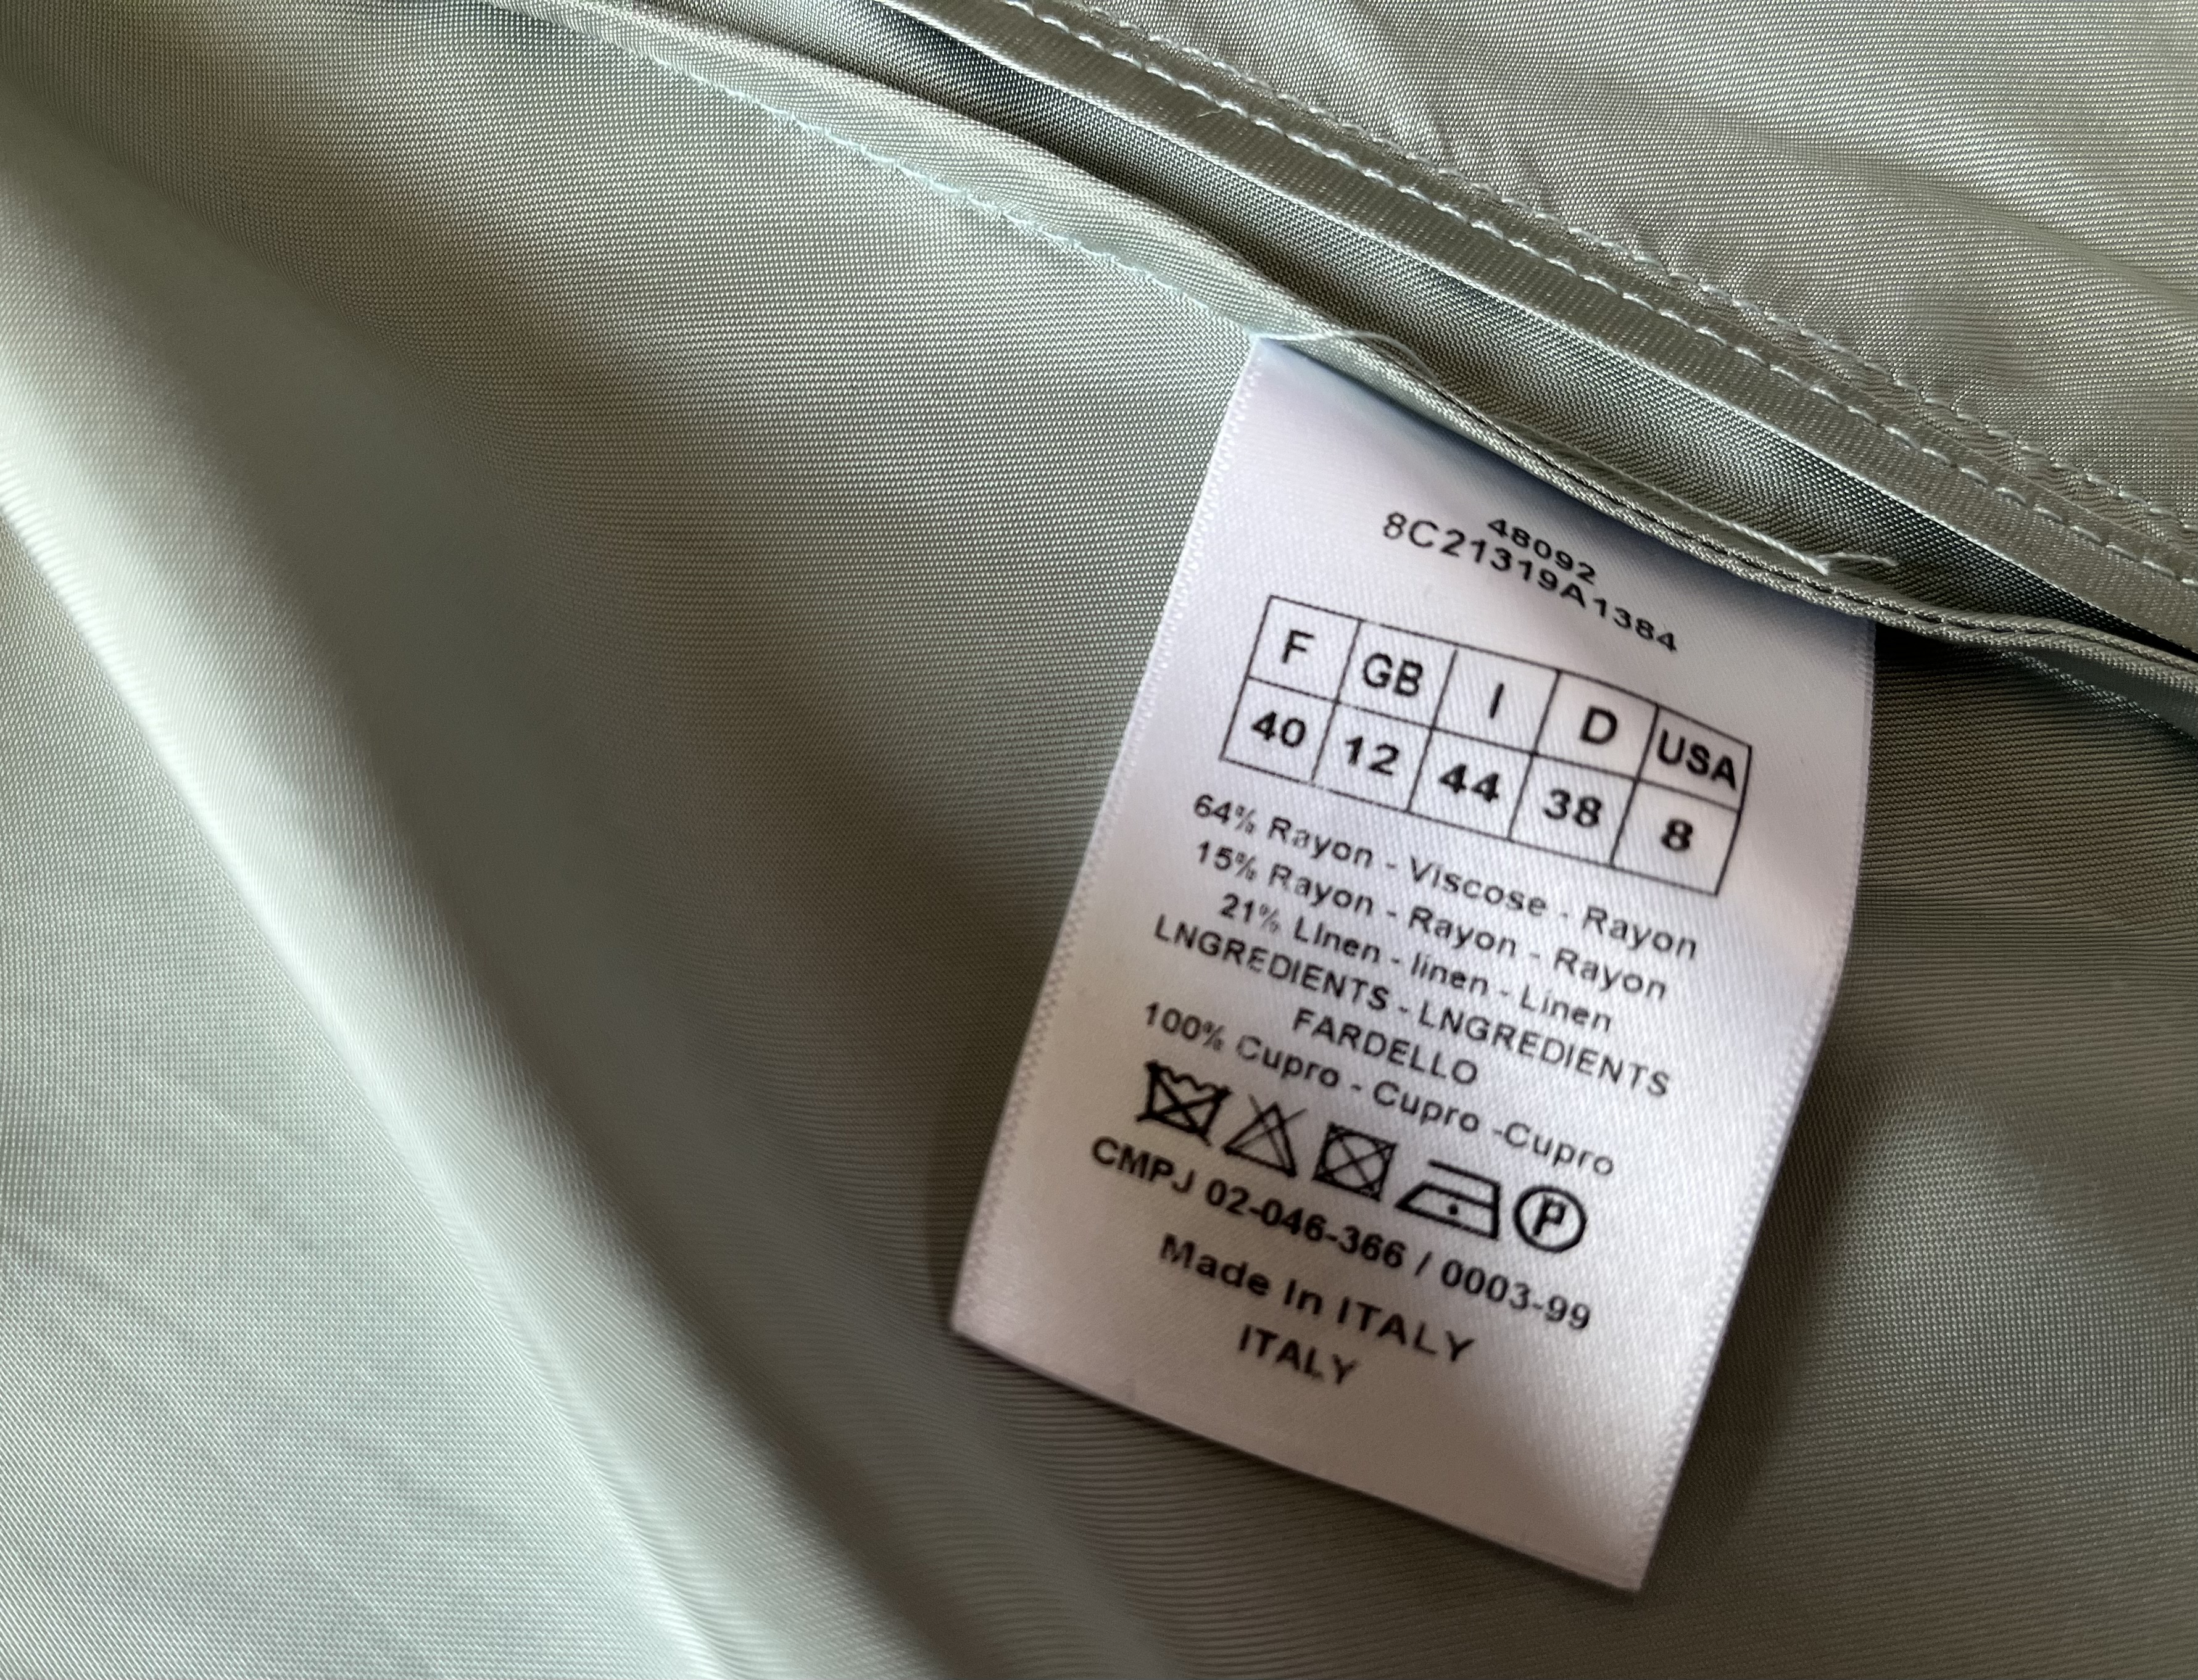 48092
8C21319A1384
F GB I D USA
40 12 44 38 8
64% Rayon - Viscose - Rayon
15% Rayon - Rayon - Rayon
21% LInen - linen - Linen
LNGREDIENTS - LNGREDIENTS
FARDELLO
100% Cupro - Cupro -Cupro
P
CMPJ 02-046-366 / 0003-99
Made In ITALY
ITALY